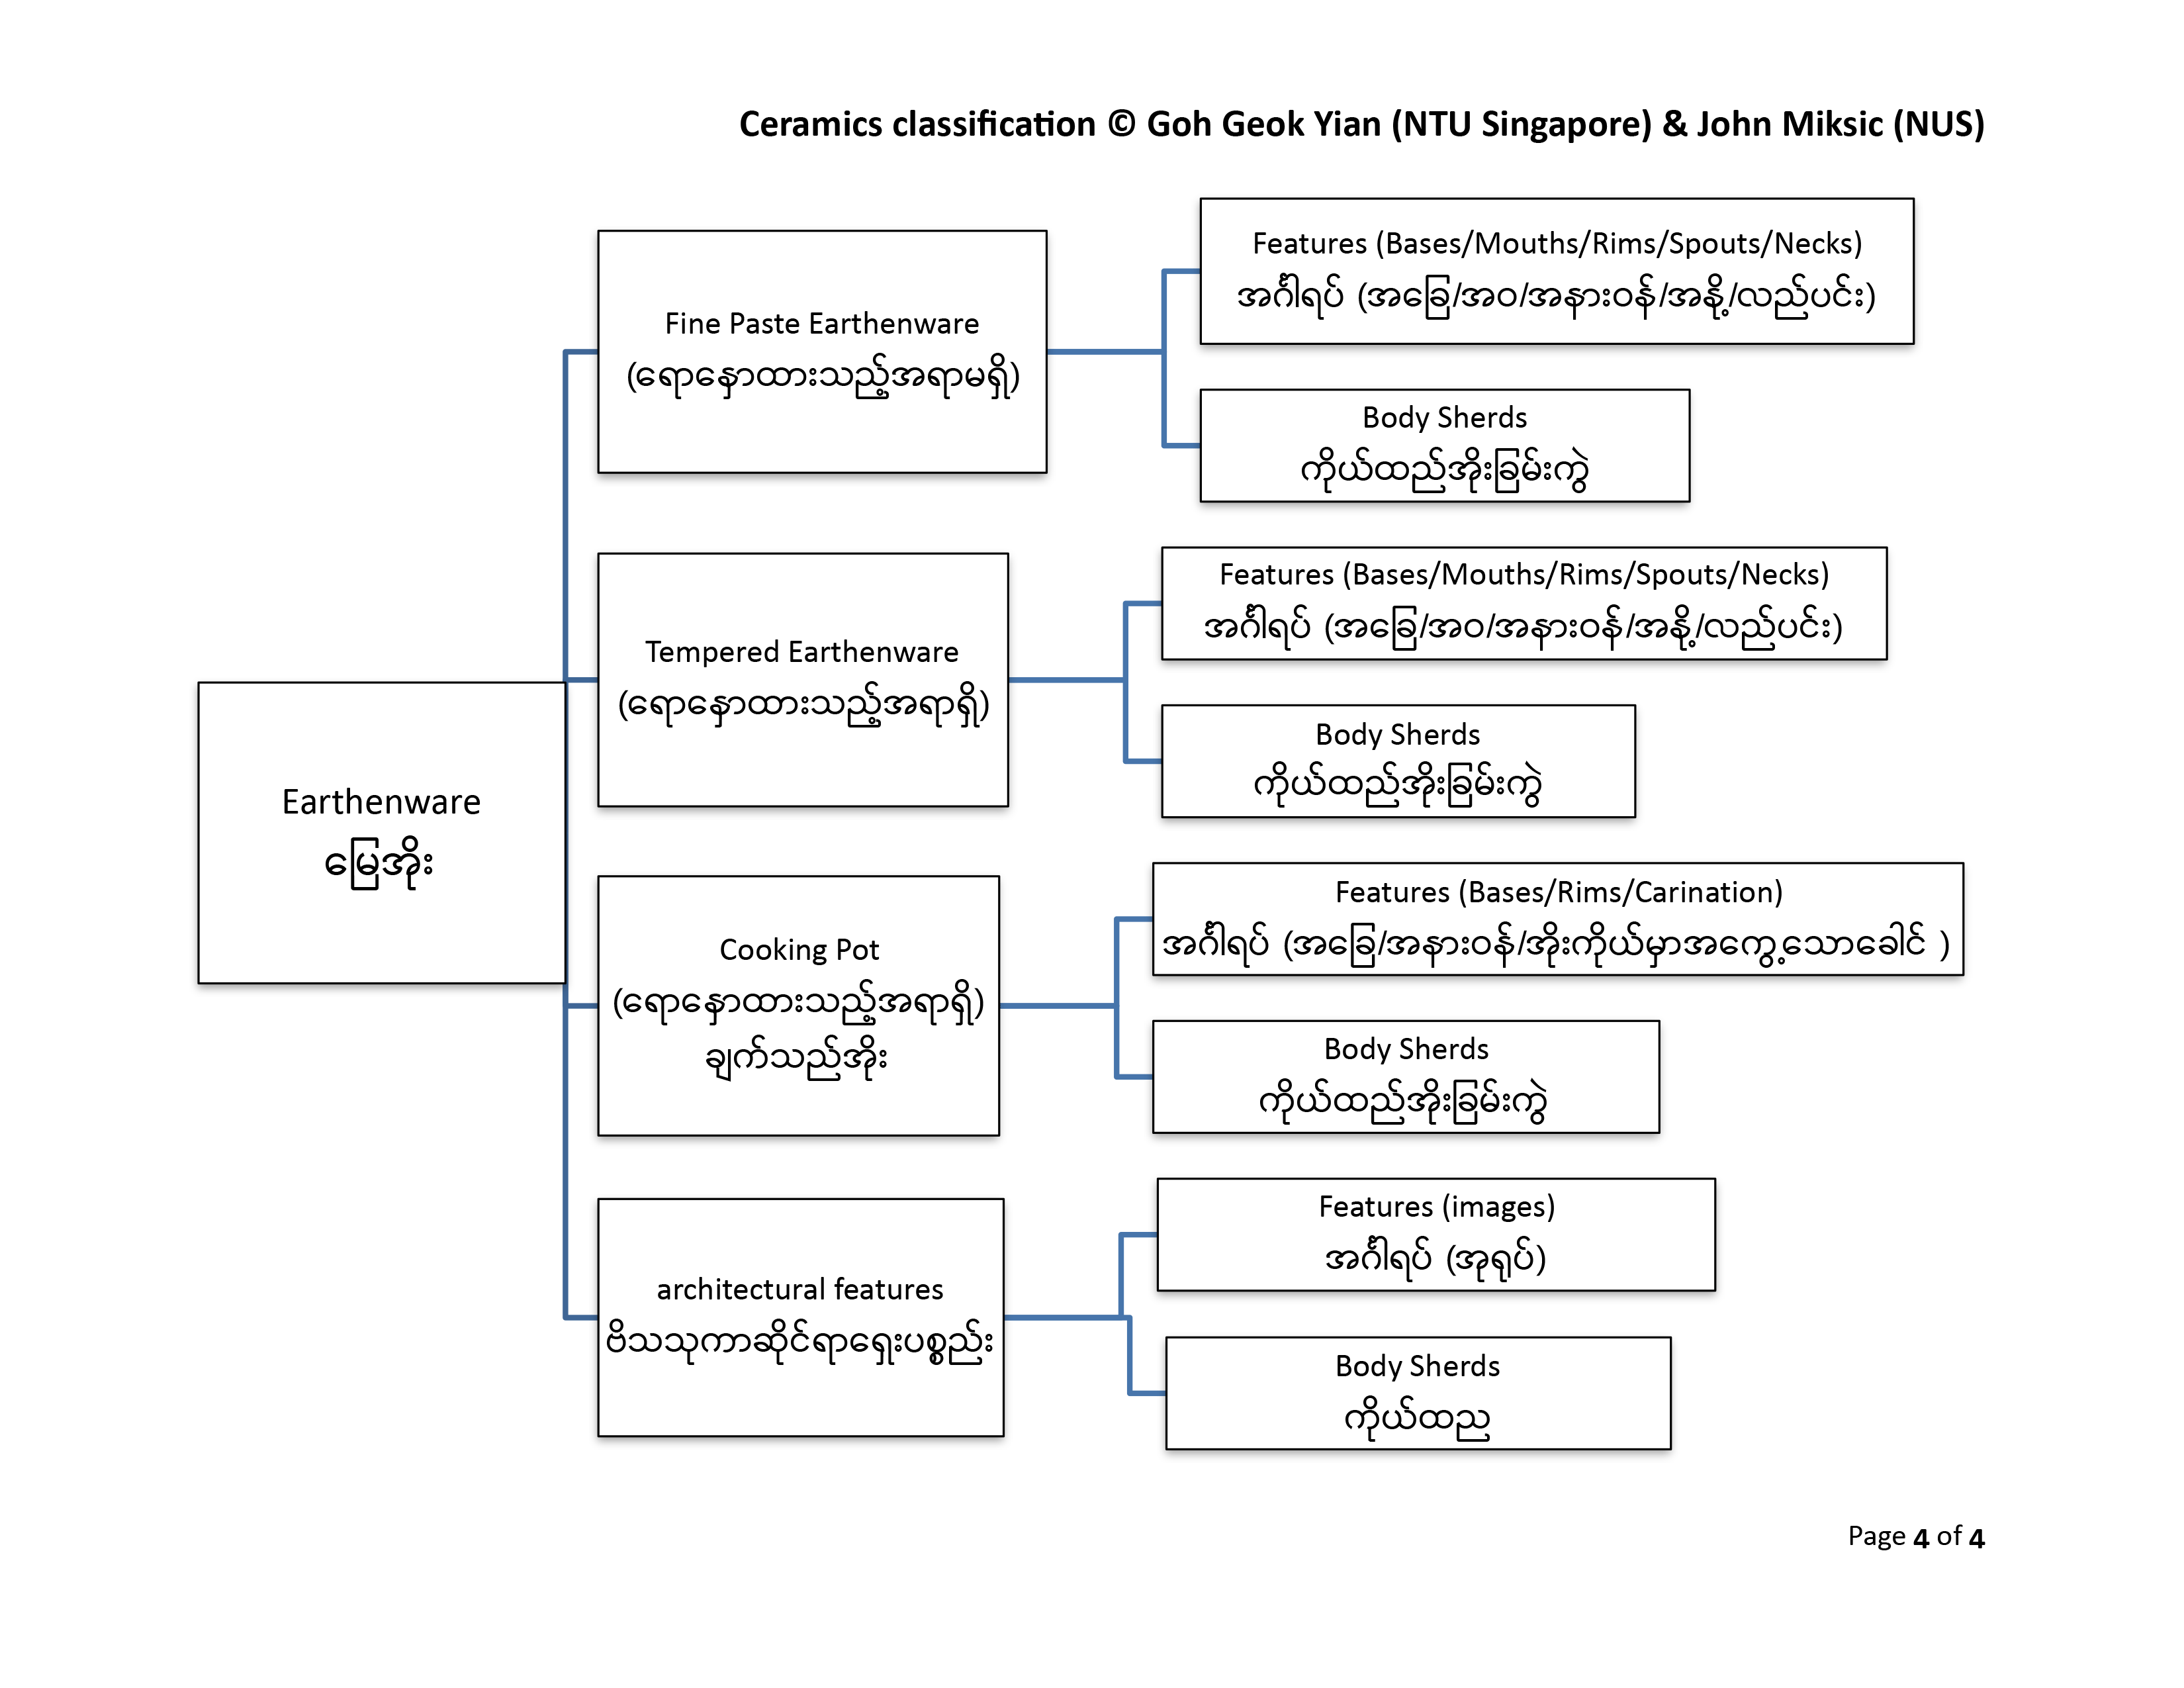 Ceramics classification © Goh Geok Yian (NTU Singapore) & John Miksic (NUS)
Earthenware
မြေအိုး
Fine Paste Earthenware
(ရောနှောထားသည့်အရာမရှိ)
Features (Bases/Mouths/Rims/Spouts/Necks)
အင်္ဂါရပ် (အခြေ/အဝ/အနားဝန်/အနို့/လည်ပင်း)
Body Sherds
ကိုယ်ထည်အိုးခြမ်းကွဲ
Tempered Earthenware
(ရောနှောထားသည့်အရာရှိ)
Features (Bases/Mouths/Rims/Spouts/Necks)
အင်္ဂါရပ် (အခြေ/အဝ/အနားဝန်/အနို့/လည်ပင်း)
Body Sherds
ကိုယ်ထည်အိုးခြမ်းကွဲ
Cooking Pot
(ရောနှောထားသည့်အရာရှိ)
ချက်သည်အိုး
Features (Bases/Rims/Carination)
အင်္ဂါရပ် (အခြေ/အနားဝန်/အိုးကိုယ်မှာအကွေ့သောခေါင် )
Body Sherds
ကိုယ်ထည်အိုးခြမ်းကွဲ
architectural features
ဗိသသုကာဆိုင်ရာရှေးပစ္စည်း
Features (images)
အင်္ဂါရပ် (အုရုပ်)
Body Sherds
ကိုယ်ထည
Page 4 of 4